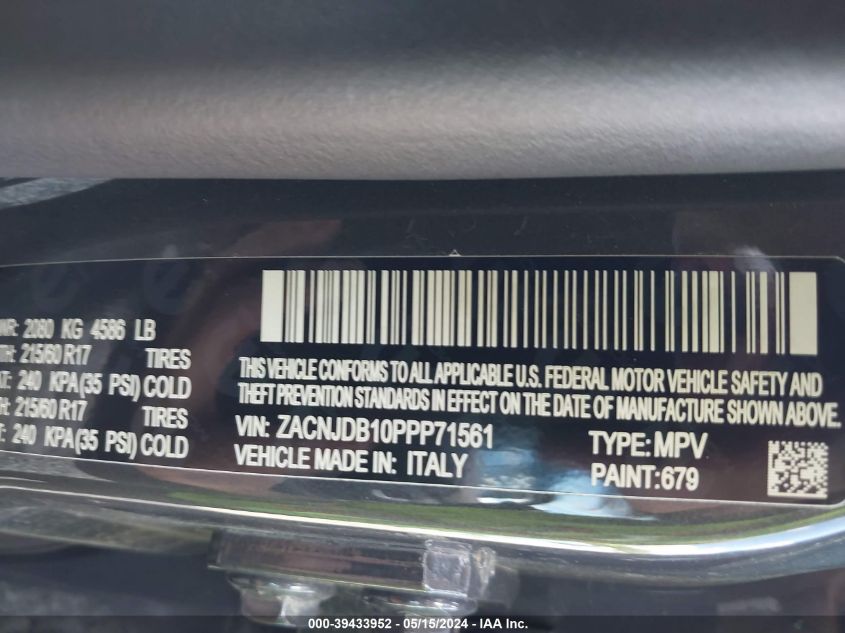 WR: 2080 KG 4586 LB
TH: 215/60 R17 TIRES
AT: 240 KPA(35 PSI) COLD
H: 215/60 R17 TIRES
T: 240 KPA(35 PSI) COLD
THIS VEHICLE CONFORMS TO ALL APPLICABLE U.S. FEDERAL MOTOR VEHICLE SAFETY AND
THEFT PREVENTION STANDARDS IN EFFECT ON THE DATE OF MANUFACTURE SHOWN ABOVE.
VIN: ZACNJDB10PPP71561
TYPE: MPV
VEHICLE MADE IN: ITALY
PAINT:679
000-39433952 - 05/15/2024 - IAA Inc.